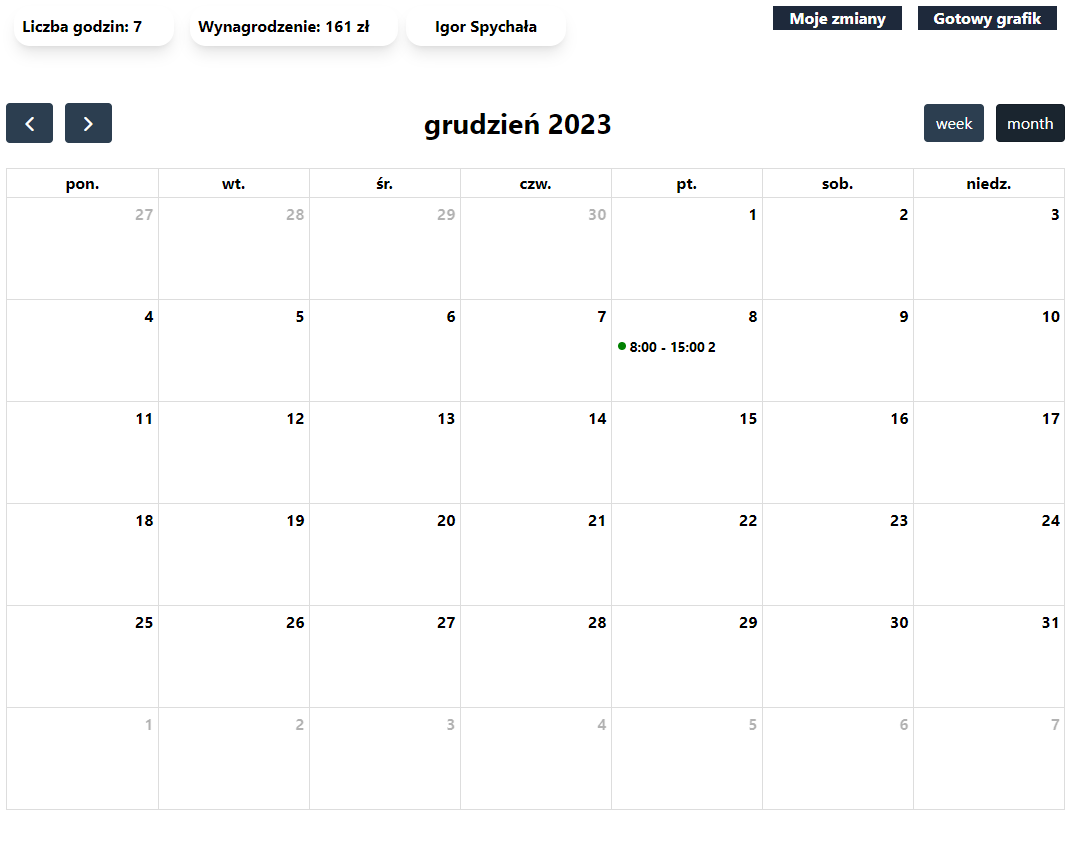 Liczba godzin: 7 Wynagrodzenie: 161 zł Igor Spychała Moje zmiany Gotowy grafik
grudzień 2023 week month
pon. wt. śr. czw. pt. sob. niedz.
27 28 29 30 1 2 3
4 5 6 7 8 9 10
8:00 - 15:00 2
11 12 13 14 15 16 17
18 19 20 21 22 23 24
25 26 27 28 29 30 31
1 2 3 4 5 6 7